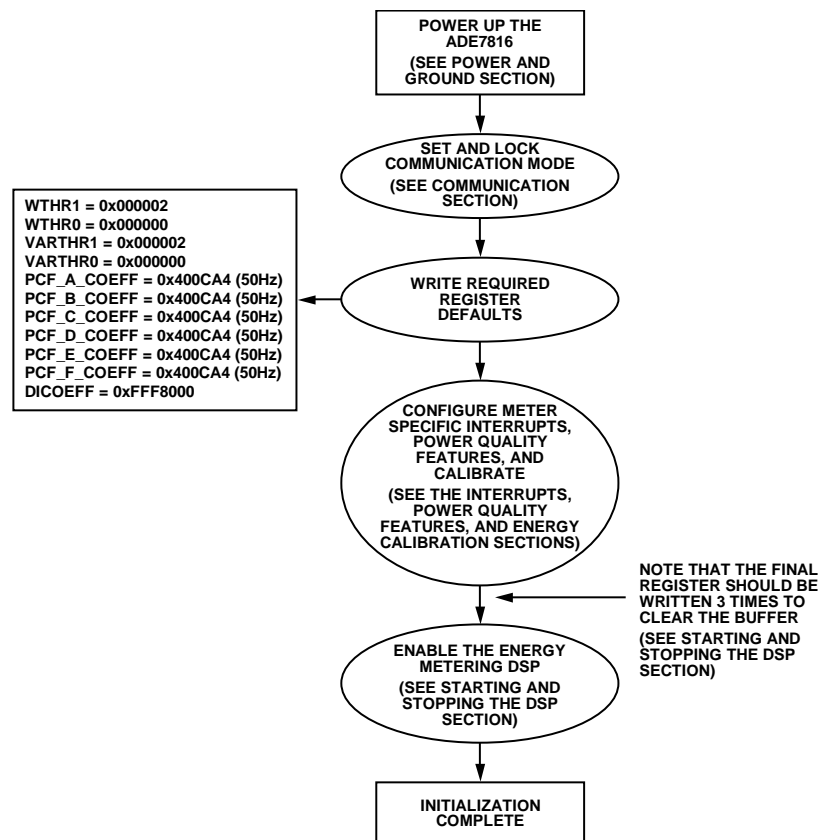 POWER UP THE
ADE7816
(SEE POWER AND
GROUND SECTION)
SET AND LOCK
COMMUNICATION MODE
(SEE COMMUNICATION
SECTION)
WTHR1 = 0x000002
WTHR0 = 0x000000
VARTHR1 = 0x000002
VARTHR0 = 0x000000
PCF_A_COEFF = 0x400CA4 (50Hz)
PCF_B_COEFF = 0x400CA4 (50Hz)
PCF_C_COEFF = 0x400CA4 (50Hz)
PCF_D_COEFF = 0x400CA4 (50Hz)
PCF_E_COEFF = 0x400CA4 (50Hz)
PCF_F_COEFF = 0x400CA4 (50Hz)
DICOEFF = 0xFFF8000
WRITE REQUIRED
REGISTER
DEFAULTS
CONFIGURE METER
SPECIFIC INTERRUPTS,
POWER QUALITY
FEATURES, AND
CALIBRATE
(SEE THE INTERRUPTS,
POWER QUALITY
FEATURES, AND ENERGY
CALIBRATION SECTIONS)
NOTE THAT THE FINAL
REGISTER SHOULD BE
WRITTEN 3 TIMES TO
CLEAR THE BUFFER
(SEE STARTING AND
STOPPING THE DSP
SECTION)
ENABLE THE ENERGY
METERING DSP
(SEE STARTING AND
STOPPING THE DSP
SECTION)
INITIALIZATION
COMPLETE